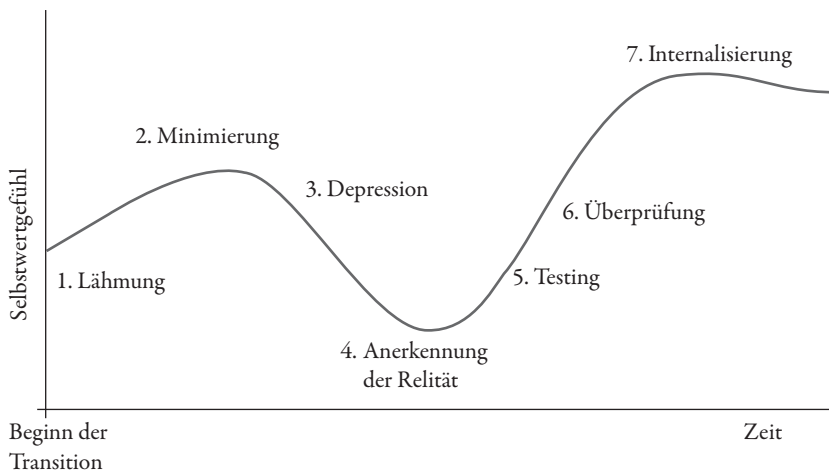 7. Internalisierung
2. Minimierung
3. Depression
6. Überprüfung
Selbstwertgefühl
1. Lähmung
5. Testing
4. Anerkennung
der Relität
Beginn der
Transition
Zeit